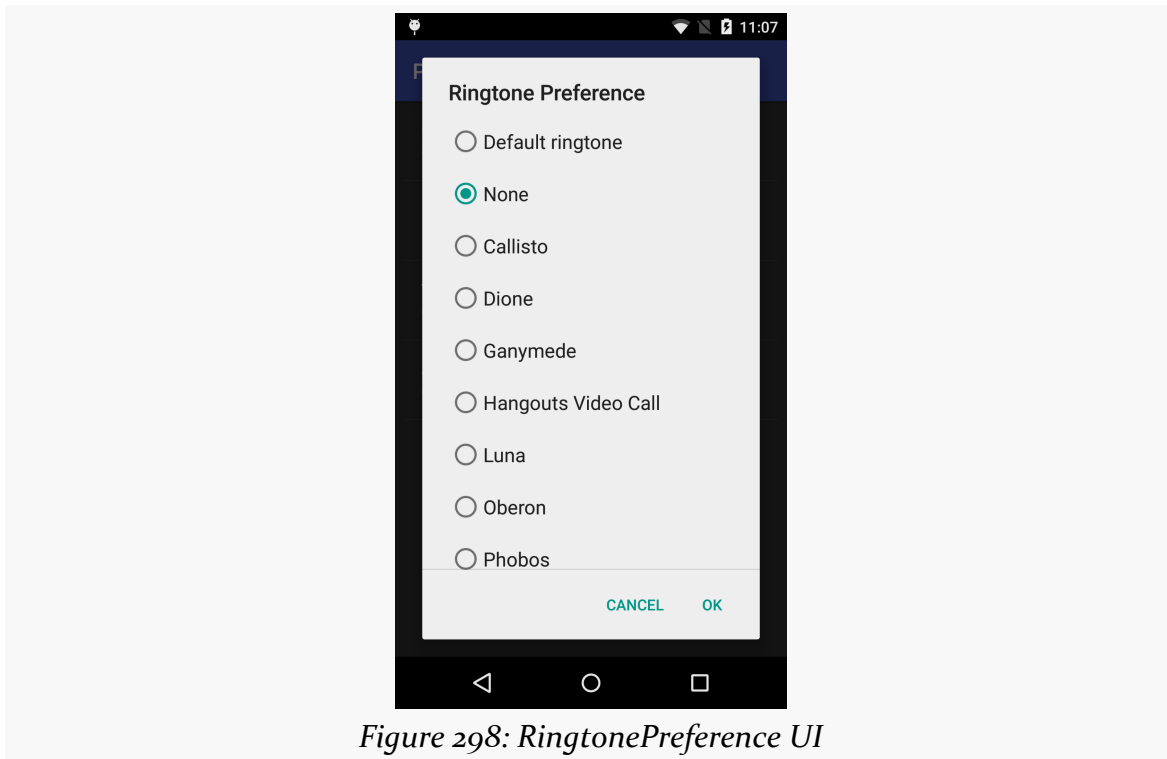 11:07
P
Ringtone Preference
Default ringtone
None
Callisto
Dione
Ganymede
Hangouts Video Call
Luna
Oberon
Phobos
CANCEL OK
Figure 298: RingtonePreference UI